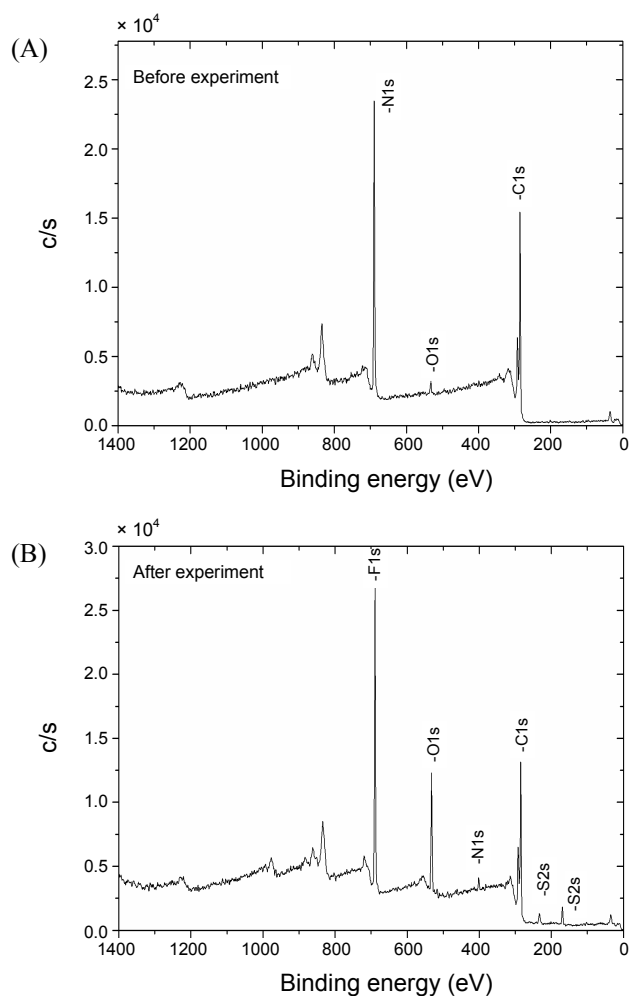 (A)
× 10⁴
Before experiment
-N1s
-C1s
-O1s
2.5
2.0
1.5
1.0
0.5
0.0
c/s
1400 1200 1000 800 600 400 200 0
Binding energy (eV)
(B)
× 10⁴
After experiment
-F1s
-O1s
-C1s
-N1s
-S2s
-S2s
3.0
2.5
2.0
1.5
1.0
0.5
0.0
c/s
1400 1200 1000 800 600 400 200 0
Binding energy (eV)